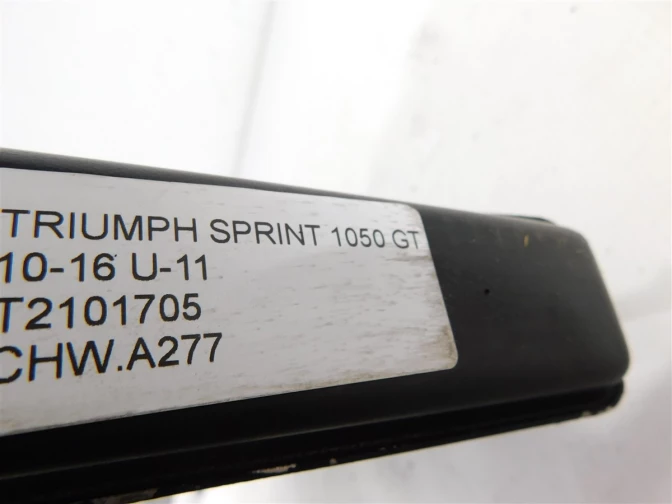 TRIUMPH SPRINT 1050 GT
10-16 U-11
T2101705
CHW.A277